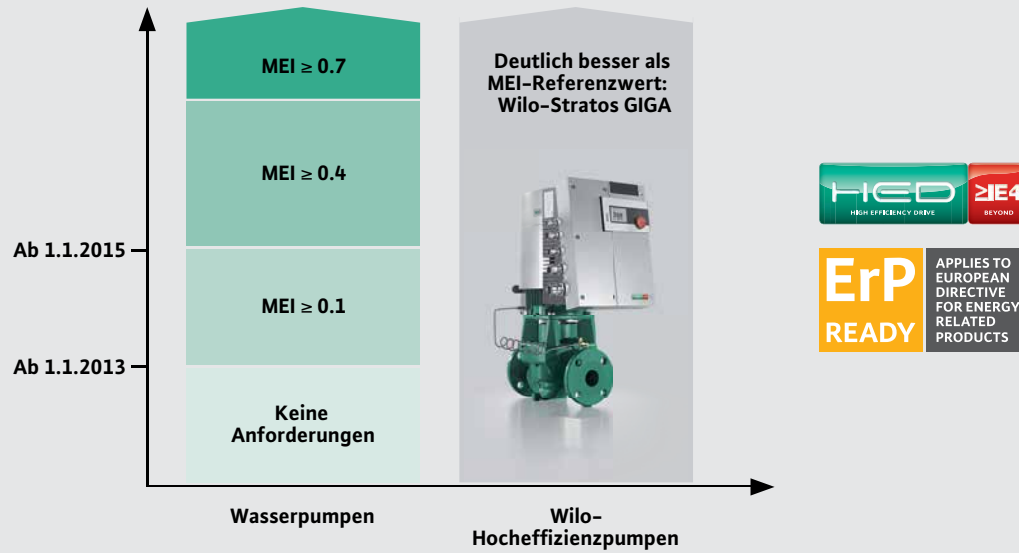 MEI ≥ 0.7
MEI ≥ 0.4
MEI ≥ 0.1
Keine
Anforderungen
Ab 1.1.2015
Ab 1.1.2013
Deutlich besser als
MEI-Referenzwert:
Wilo-Stratos GIGA
Wasserpumpen
Wilo-
Hocheffizienzpumpen
HED
HIGH EFFICIENCY DRIVE
≥IE4
BEYOND
ErP
READY
APPLIES TO
EUROPEAN
DIRECTIVE
FOR ENERGY
RELATED
PRODUCTS